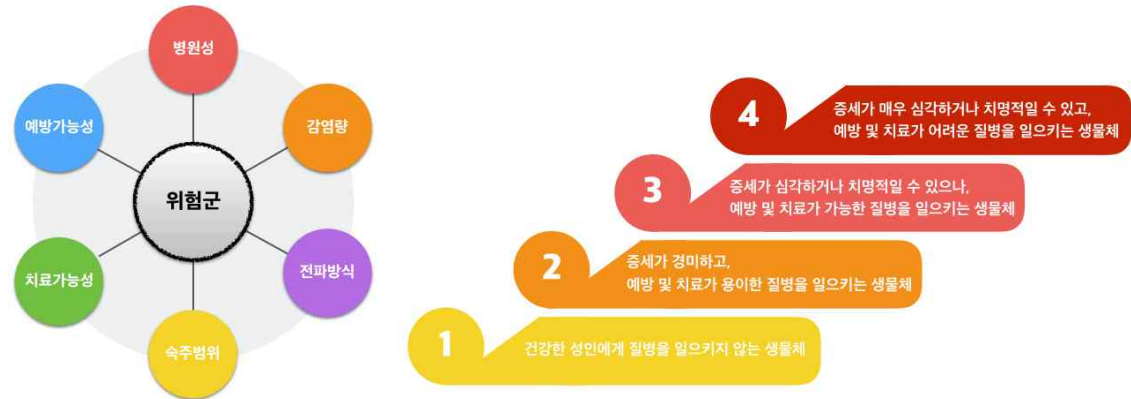 병원성
예방가능성
감염량
위험군
치료가능성
전파방식
숙주범위
4
증세가 매우 심각하거나 치명적일 수 있고,
예방 및 치료가 어려운 질병을 일으키는 생물체
3
증세가 심각하거나 치명적일 수 있으나,
예방 및 치료가 가능한 질병을 일으키는 생물체
2
증세가 경미하고,
예방 및 치료가 용이한 질병을 일으키는 생물체
1
건강한 성인에게 질병을 일으키지 않는 생물체